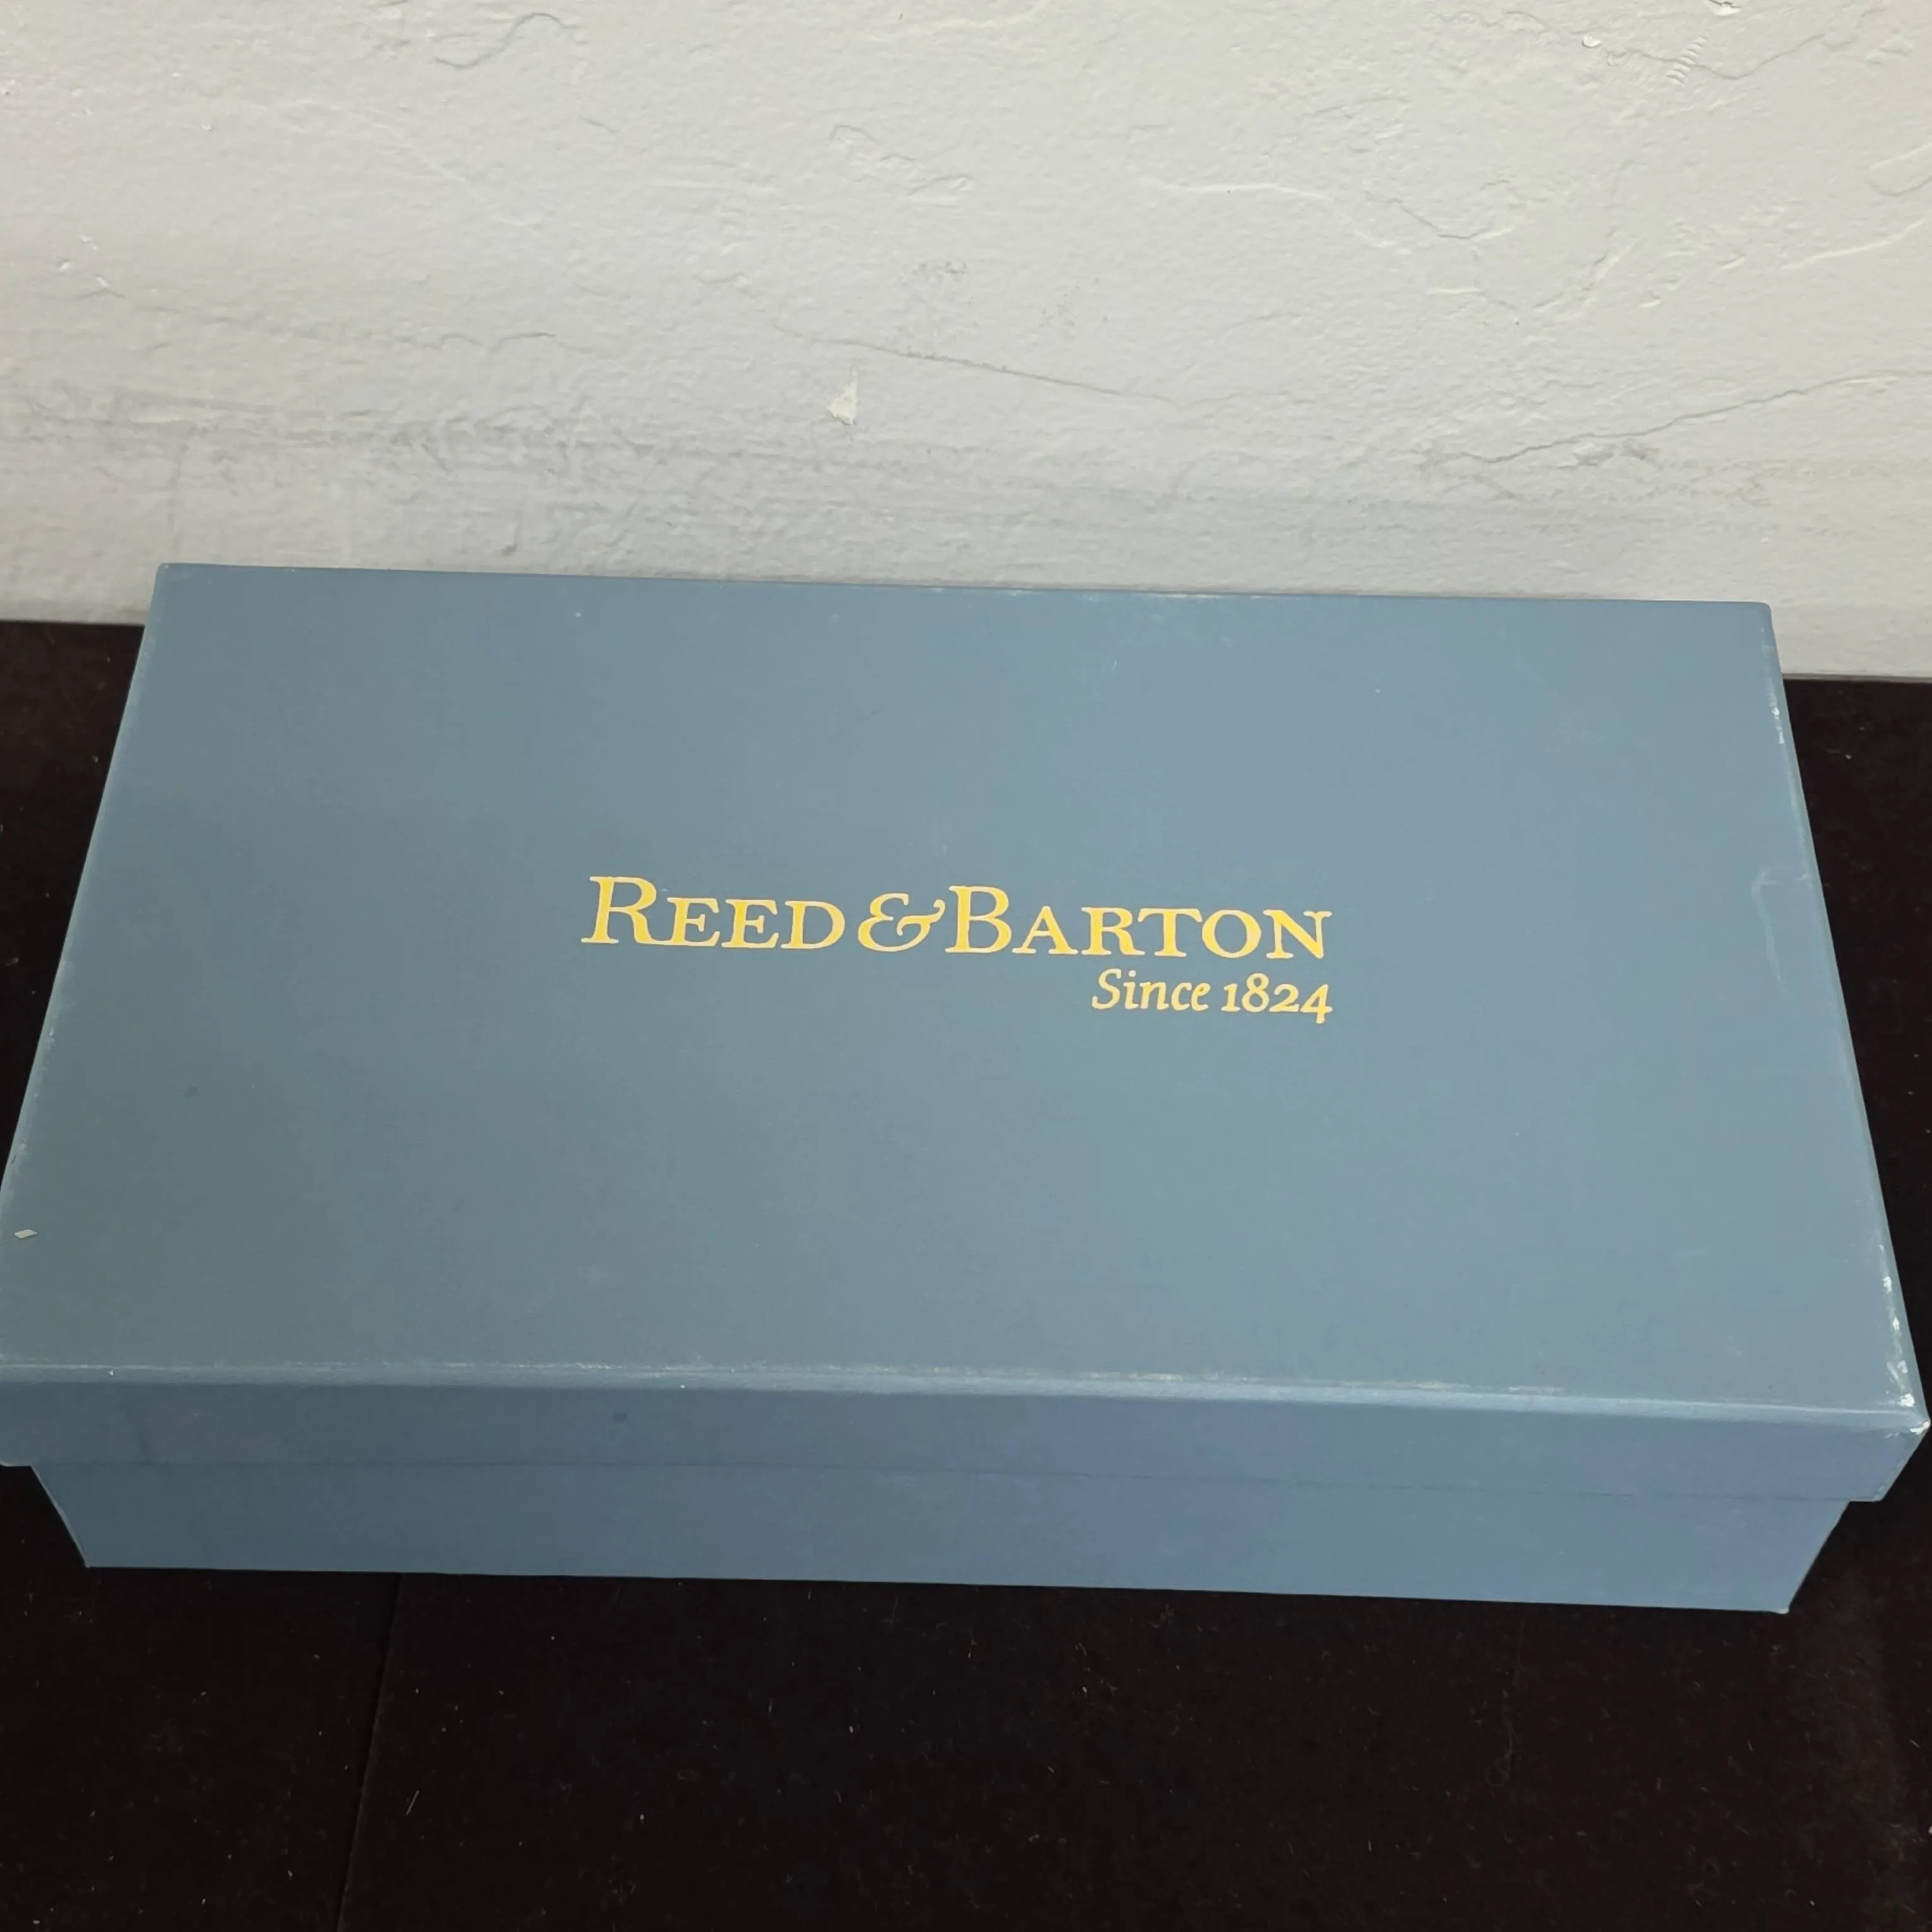 REED & BARTON
Since 1824